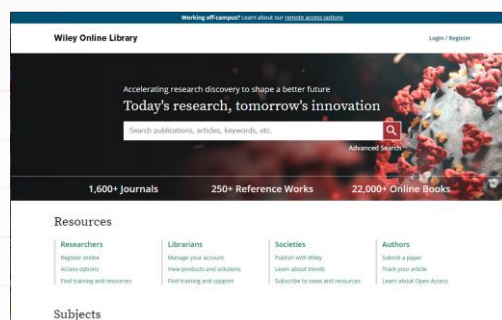 Working off-campus? Learn about our remote access options
Wiley Online Library
Login / Register
Accelerating research discovery to shape a better future
Today's research, tomorrow's innovation
Search publications, articles, keywords, etc.
Advanced Search
1,600+ Journals 250+ Reference Works 22,000+ Online Books
Resources
Researchers
Register online
Access options
Find training and resources
Librarians
Manage your account
View products and solutions
Find training and support
Societies
Publish with Wiley
Learn about trends
Subscribe to news and resources
Authors
Submit a paper
Track your article
Learn about Open Access
Subjects